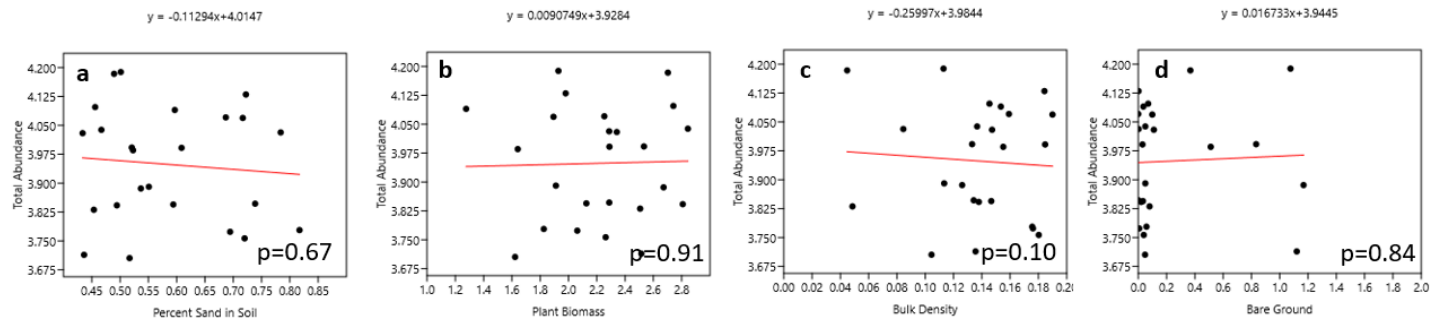 y = -0.11294x+4.0147
y = 0.0090749x+3.9284
y = -0.25997x+3.9844
y = 0.016733x+3.9445
a
4.200
4.125
4.050
3.975
3.900
3.825
3.750
3.675
Total Abundance
p=0.67
0.45 0.50 0.55 0.60 0.65 0.70 0.75 0.80 0.85
Percent Sand in Soil
b
4.200
4.125
4.050
3.975
3.900
3.825
3.750
3.675
Total Abundance
p=0.91
1.0 1.2 1.4 1.6 1.8 2.0 2.2 2.4 2.6 2.8
Plant Biomass
c
4.200
4.125
4.050
3.975
3.900
3.825
3.750
3.675
Total Abundance
p=0.10
0.00 0.02 0.04 0.06 0.08 0.10 0.12 0.14 0.16 0.18 0.20
Bulk Density
d
4.200
4.125
4.050
3.975
3.900
3.825
3.750
3.675
Total Abundance
p=0.84
0.0 0.2 0.4 0.6 0.8 1.0 1.2 1.4 1.6 1.8 2.0
Bare Ground